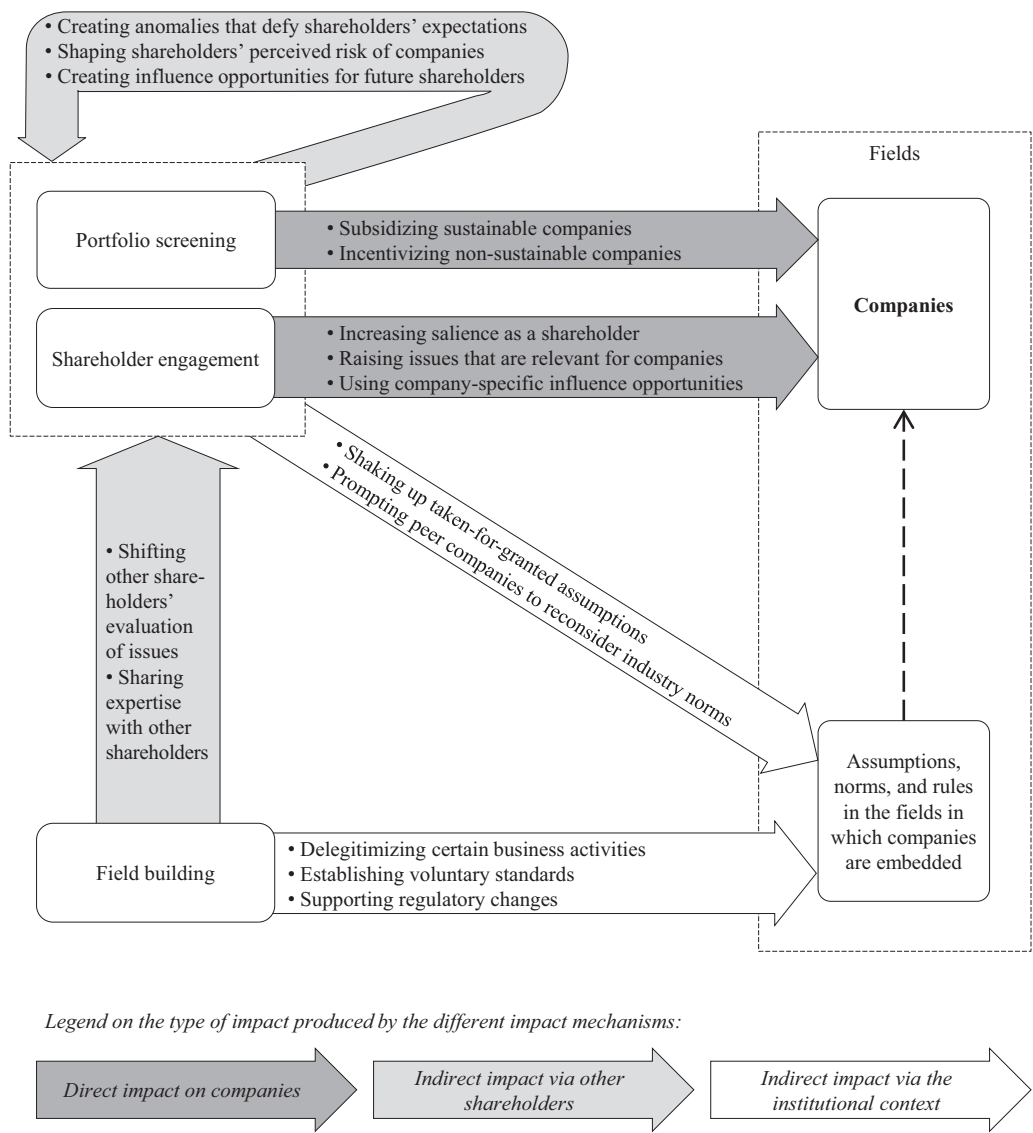 • Creating anomalies that defy shareholders’ expectations
• Shaping shareholders’ perceived risk of companies
• Creating influence opportunities for future shareholders
Fields
Portfolio screening
• Subsidizing sustainable companies
• Incentivizing non-sustainable companies
Companies
Shareholder engagement
• Increasing salience as a shareholder
• Raising issues that are relevant for companies
• Using company-specific influence opportunities
• Shaking up taken-for-granted assumptions
• Prompting peer companies to reconsider industry norms
• Shifting
other share-
holders’
evaluation
of issues
• Sharing
expertise
with other
shareholders
Assumptions,
norms, and rules
in the fields in
which companies
are embedded
Field building
• Delegitimizing certain business activities
• Establishing voluntary standards
• Supporting regulatory changes
Legend on the type of impact produced by the different impact mechanisms:
Direct impact on companies
Indirect impact via other
shareholders
Indirect impact via the
institutional context